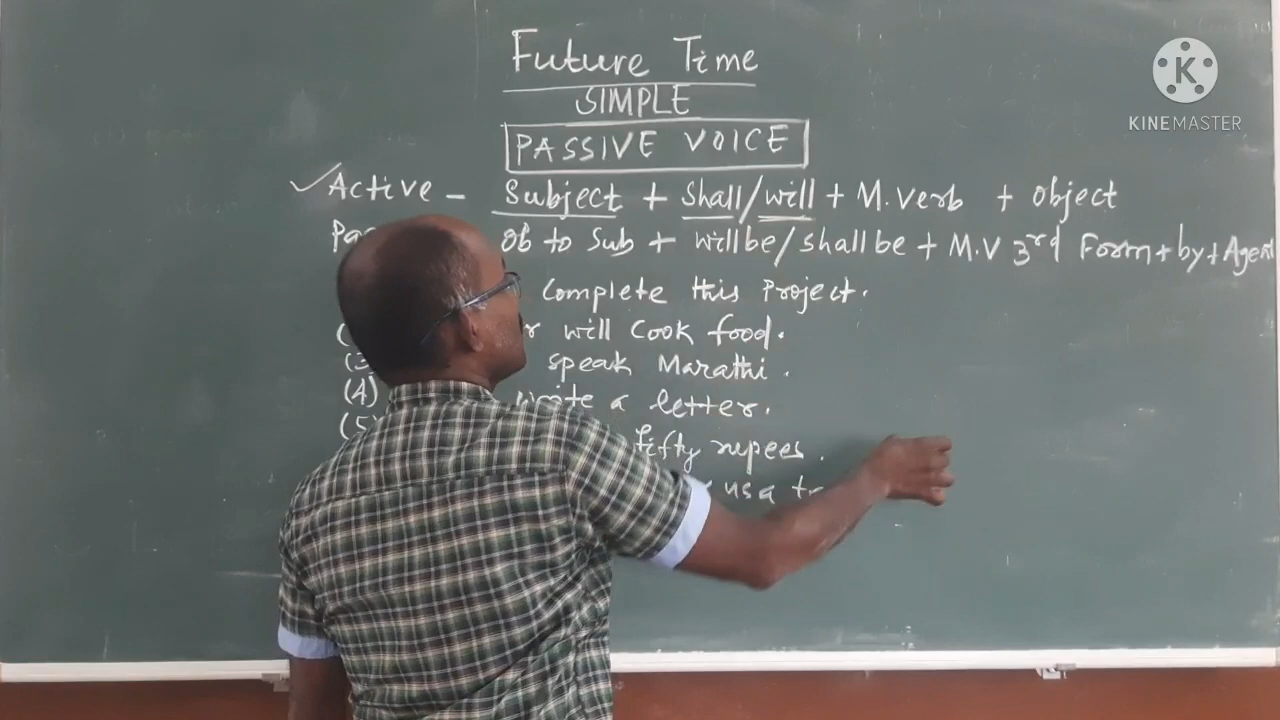 Future Time
SIMPLE
PASSIVE VOICE
✓Active - Subject + Shall/will + M.verb + object
Ob to Sub + will be/shall be + M.V 3rd Form + by + Agent
Complete this Project.
will Cook food.
speak Marathi.
(4) write a letter.
fifty rupees.
us a
KINEMASTER